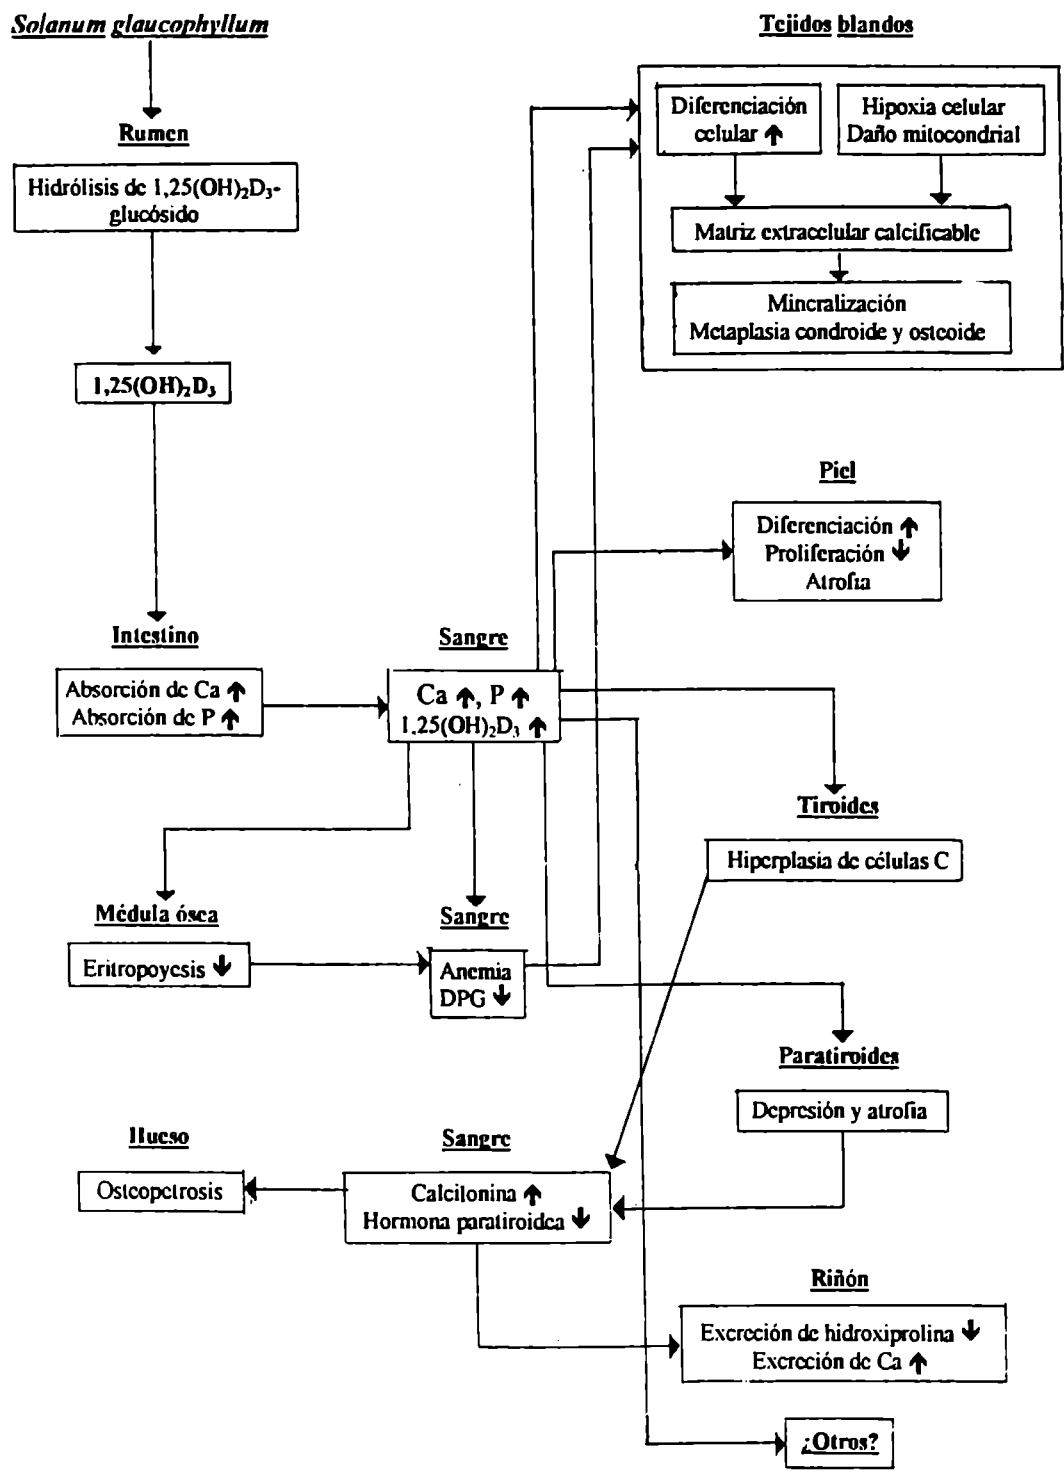 Solanum glaucophyllum
Rumen
Hidrólisis de 1,25(OH)₂D₃-
glucósido
1,25(OH)₂D₃
Intestino
Absorción de Ca ↑
Absorción de P ↑
Sangre
Ca ↑, P ↑
1,25(OH)₂D₃ ↑
Tejidos blandos
Diferenciación
celular ↑
Hipoxia celular
Daño mitocondrial
Matriz extracelular calcificable
Mineralización
Metaplasia condroide y osteoide
Piel
Diferenciación ↑
Proliferación ↓
Atrofia
Tiroides
Hiperplasia de células C
Médula ósea
Eritropoyesis ↓
Sangre
Anemia
DPG ↓
Paratiroides
Depresión y atrofia
Hueso
Osteopetrosis
Sangre
Calcitonina ↑
Hormona paratiroidea ↓
Riñón
Excreción de hidroxiprolina ↓
Excreción de Ca ↑
¿Otros?